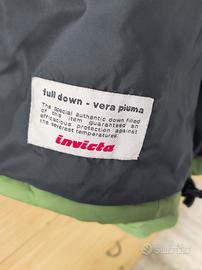 full down - vera piuma
The special authentic down filled
of this item guaranteed an
efficacious protection against
the severest temperatures.
invicta
subito